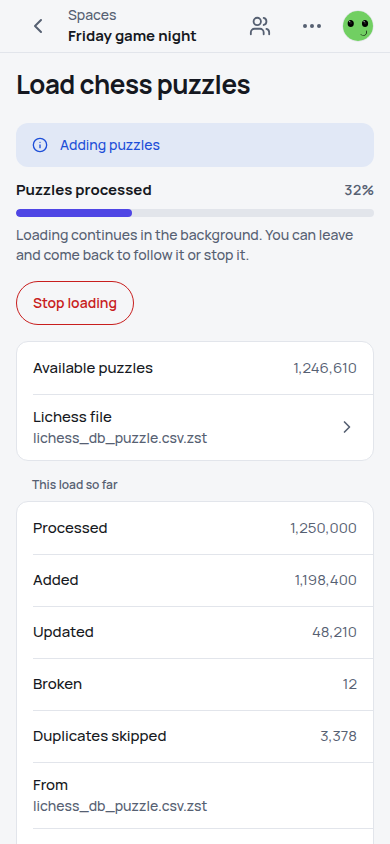 Spaces
Friday game night
Load chess puzzles
Adding puzzles
Puzzles processed 32%
Loading continues in the background. You can leave
and come back to follow it or stop it.
Stop loading
Available puzzles 1,246,610
Lichess file
lichess_db_puzzle.csv.zst
This load so far
Processed 1,250,000
Added 1,198,400
Updated 48,210
Broken 12
Duplicates skipped 3,378
From
lichess_db_puzzle.csv.zst